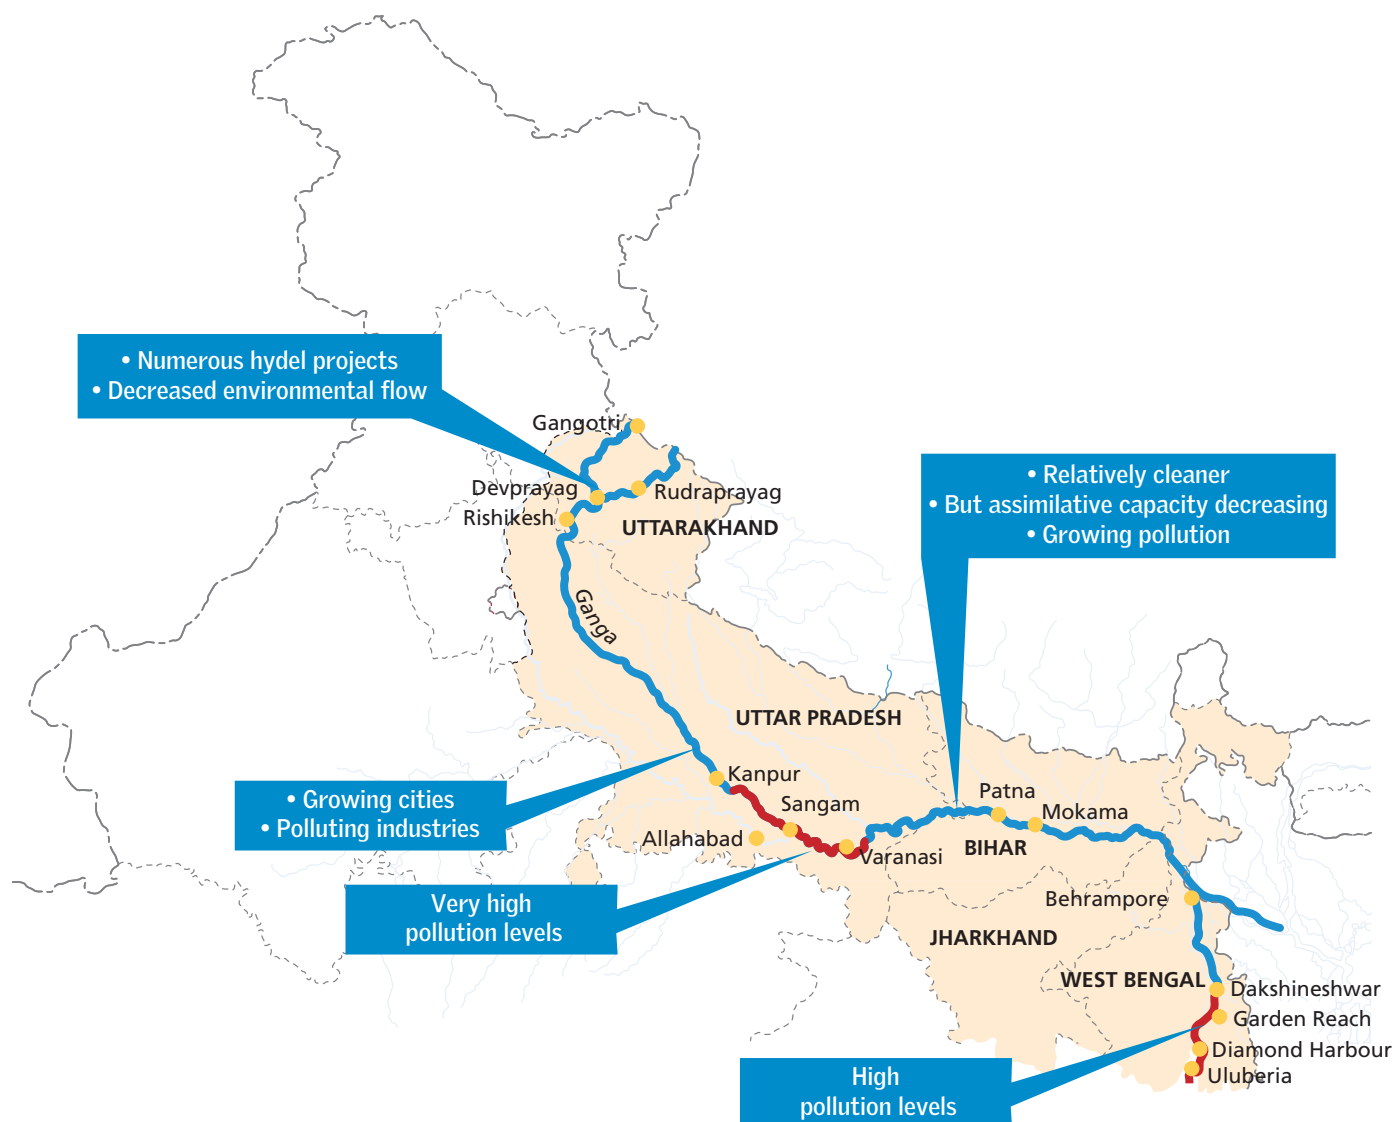 • Numerous hydel projects
• Decreased environmental flow
Gangotri
Devprayag
Rudraprayag
Rishikesh
UTTARAKHAND
• Relatively cleaner
• But assimilative capacity decreasing
• Growing pollution
Ganga
UTTAR PRADESH
Kanpur
• Growing cities
• Polluting industries
Sangam
Patna
Mokama
Allahabad
Varanasi
BIHAR
Very high
pollution levels
Behrampore
JHARKHAND
WEST BENGAL
Dakshineshwar
Garden Reach
Diamond Harbour
Uluberia
High
pollution levels